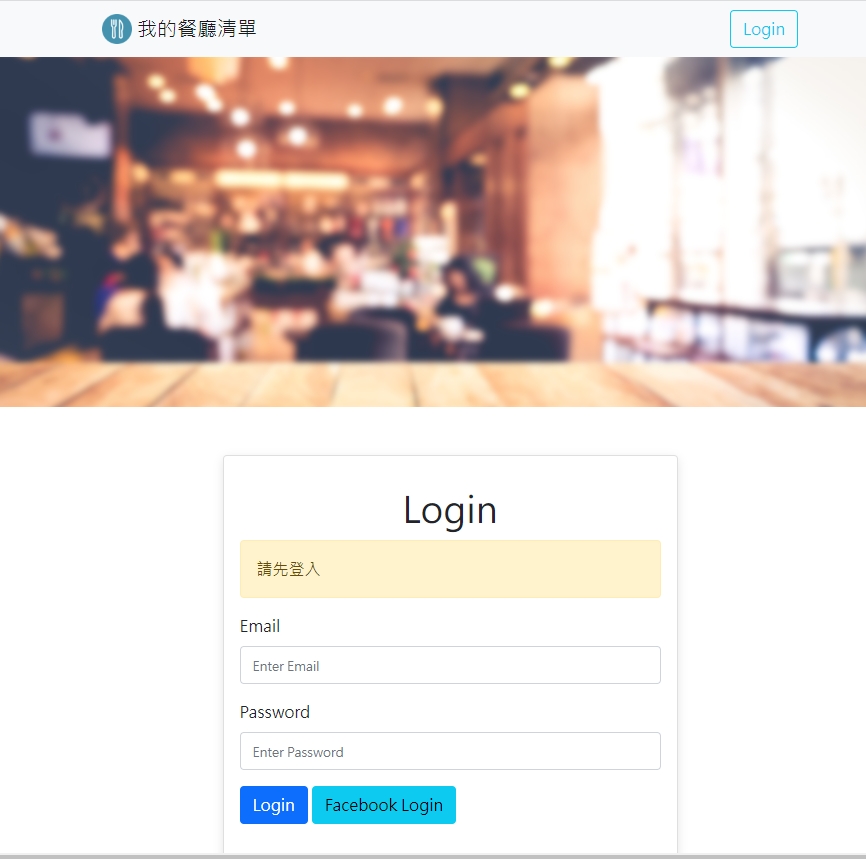 我的餐廳清單
Login
Login
請先登入
Email
Enter Email
Password
Enter Password
Login
Facebook Login